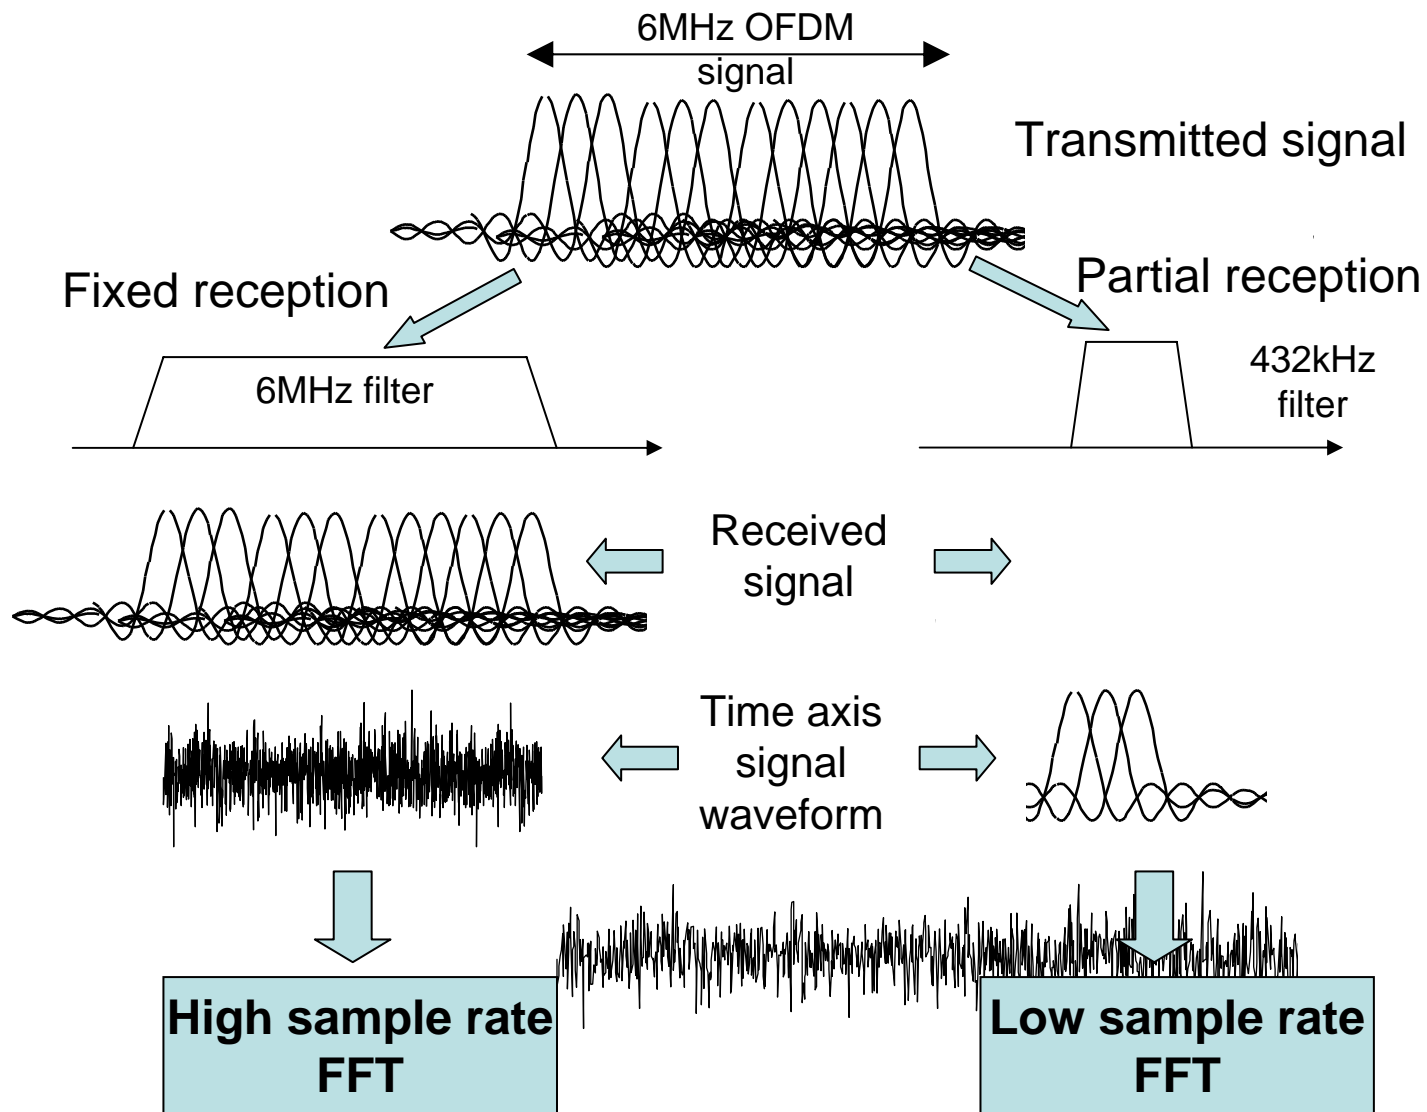 6MHz OFDM
signal
Transmitted signal
Fixed reception
Partial reception
6MHz filter
432kHz
filter
Received
signal
Time axis
signal
waveform
High sample rate
FFT
Low sample rate
FFT